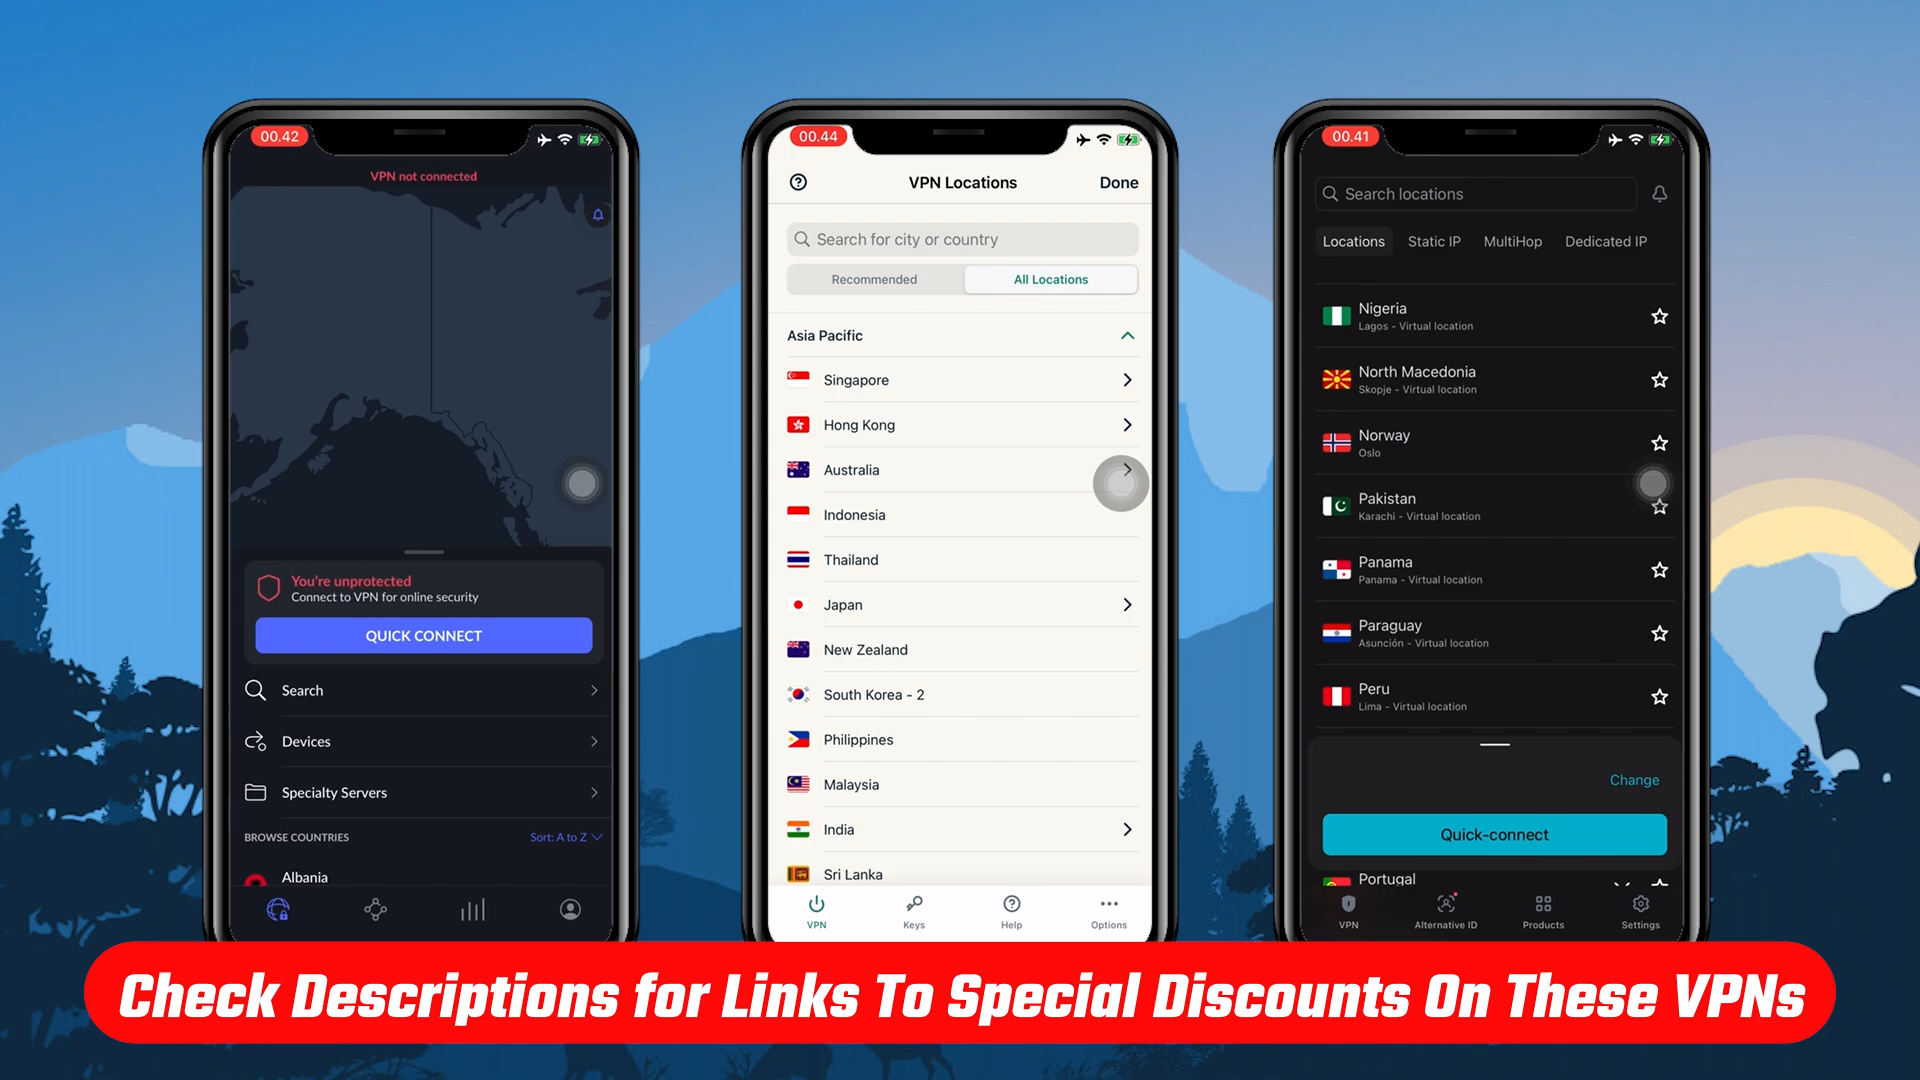 00.42
VPN not connected
You're unprotected
Connect to VPN for online security
QUICK CONNECT
Search
Devices
Specialty Servers
BROWSE COUNTRIES
Sort: A to Z
Albania
00.44
VPN Locations
Done
Search for city or country
Recommended
All Locations
Asia Pacific
Singapore
Hong Kong
Australia
Indonesia
Thailand
Japan
New Zealand
South Korea - 2
Philippines
Malaysia
India
Sri Lanka
VPN
Keys
Help
Options
00.41
Search locations
Locations
Static IP
MultiHop
Dedicated IP
Nigeria
Lagos - Virtual location
North Macedonia
Skopje - Virtual location
Norway
Oslo
Pakistan
Karachi - Virtual location
Panama
Panama - Virtual location
Paraguay
Asunción - Virtual location
Peru
Lima - Virtual location
Change
Quick-connect
Portugal
VPN
Alternative ID
Products
Settings
Check Descriptions for Links To Special Discounts On These VPNs